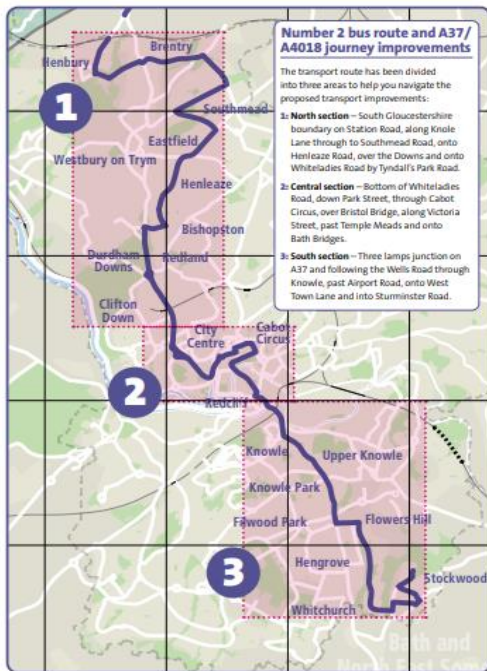 Number 2 bus route and A37/
A4018 journey improvements
The transport route has been divided
into three areas to help you navigate the
proposed transport improvements:
1: North section – South Gloucestershire
boundary on Station Road, along Knole
Lane through to Southmead Road, onto
Henleaze Road, over the Downs and onto
Whiteladies Road by Tyndall's Park Road.
2: Central section – Bottom of Whiteladies
Road, down Park Street, through Cabot
Circus, over Bristol Bridge, along Victoria
Street, past Temple Meads and onto
Bath Bridges.
3: South section – Three lamps junction on
A37 and following the Wells Road through
Knowle, past Airport Road, onto West
Town Lane and into Sturminster Road.
Brentry
Henbury
1
Southmead
Eastfield
Westbury on Trym
Henleaze
Bishopston
Durdham
Downs
Redland
Clifton
Down
City
Centre
Cabot
Circus
2
Redcliff
Knowle
Upper Knowle
Knowle Park
Filwood Park
Flowers Hill
3
Hengrove
Stockwood
Whitchurch
Bath and
North East